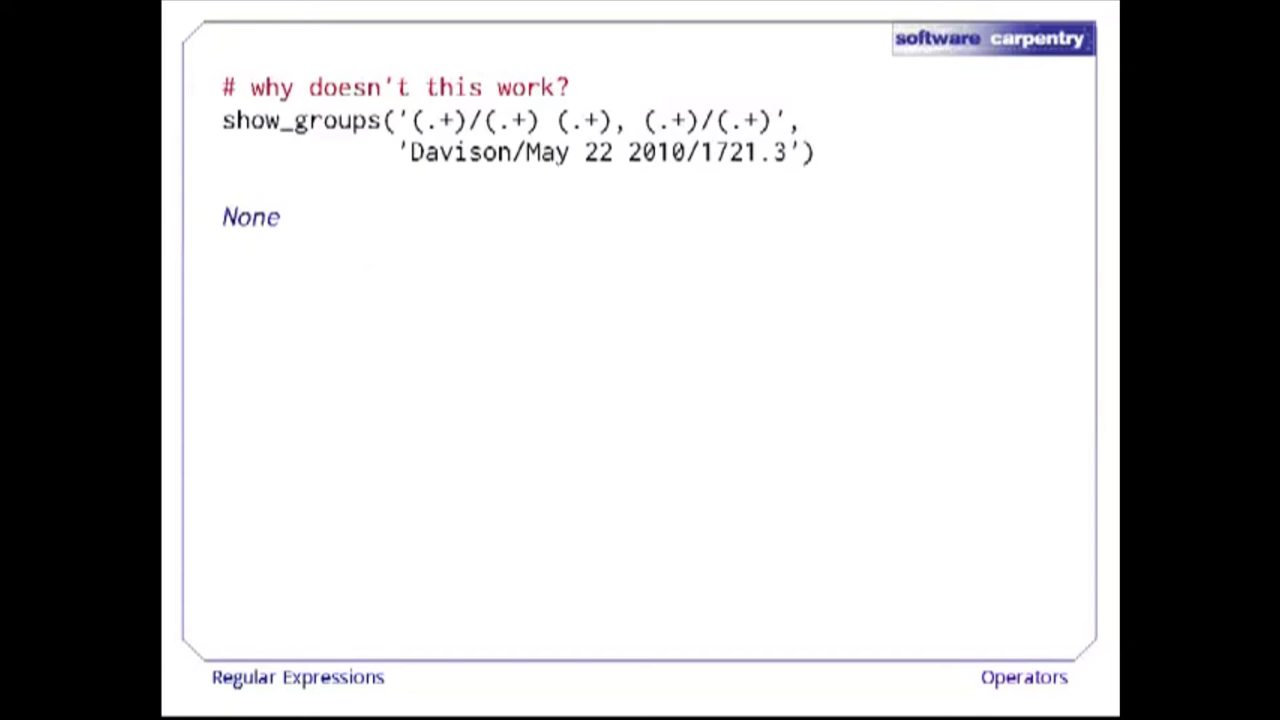 software carpentry
# why doesn't this work?
show_groups('(.+)/(.+) (.+), (.+)/(.+)',
'Davison/May 22 2010/1721.3')
None
Regular Expressions
Operators